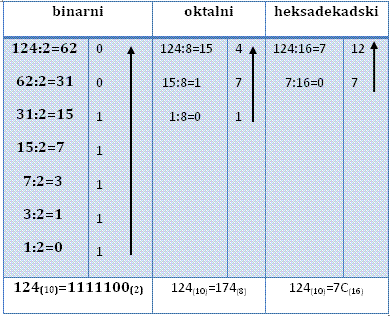 binarni oktalni heksadekadski
124:2=62 0 124:8=15 4 124:16=7 12
62:2=31 0 15:8=1 7 7:16=0 7
31:2=15 1 1:8=0 1
15:2=7 1
7:2=3 1
3:2=1 1
1:2=0 1
124(10)=1111100(2) 124(10)=174(8) 124(10)=7C(16)